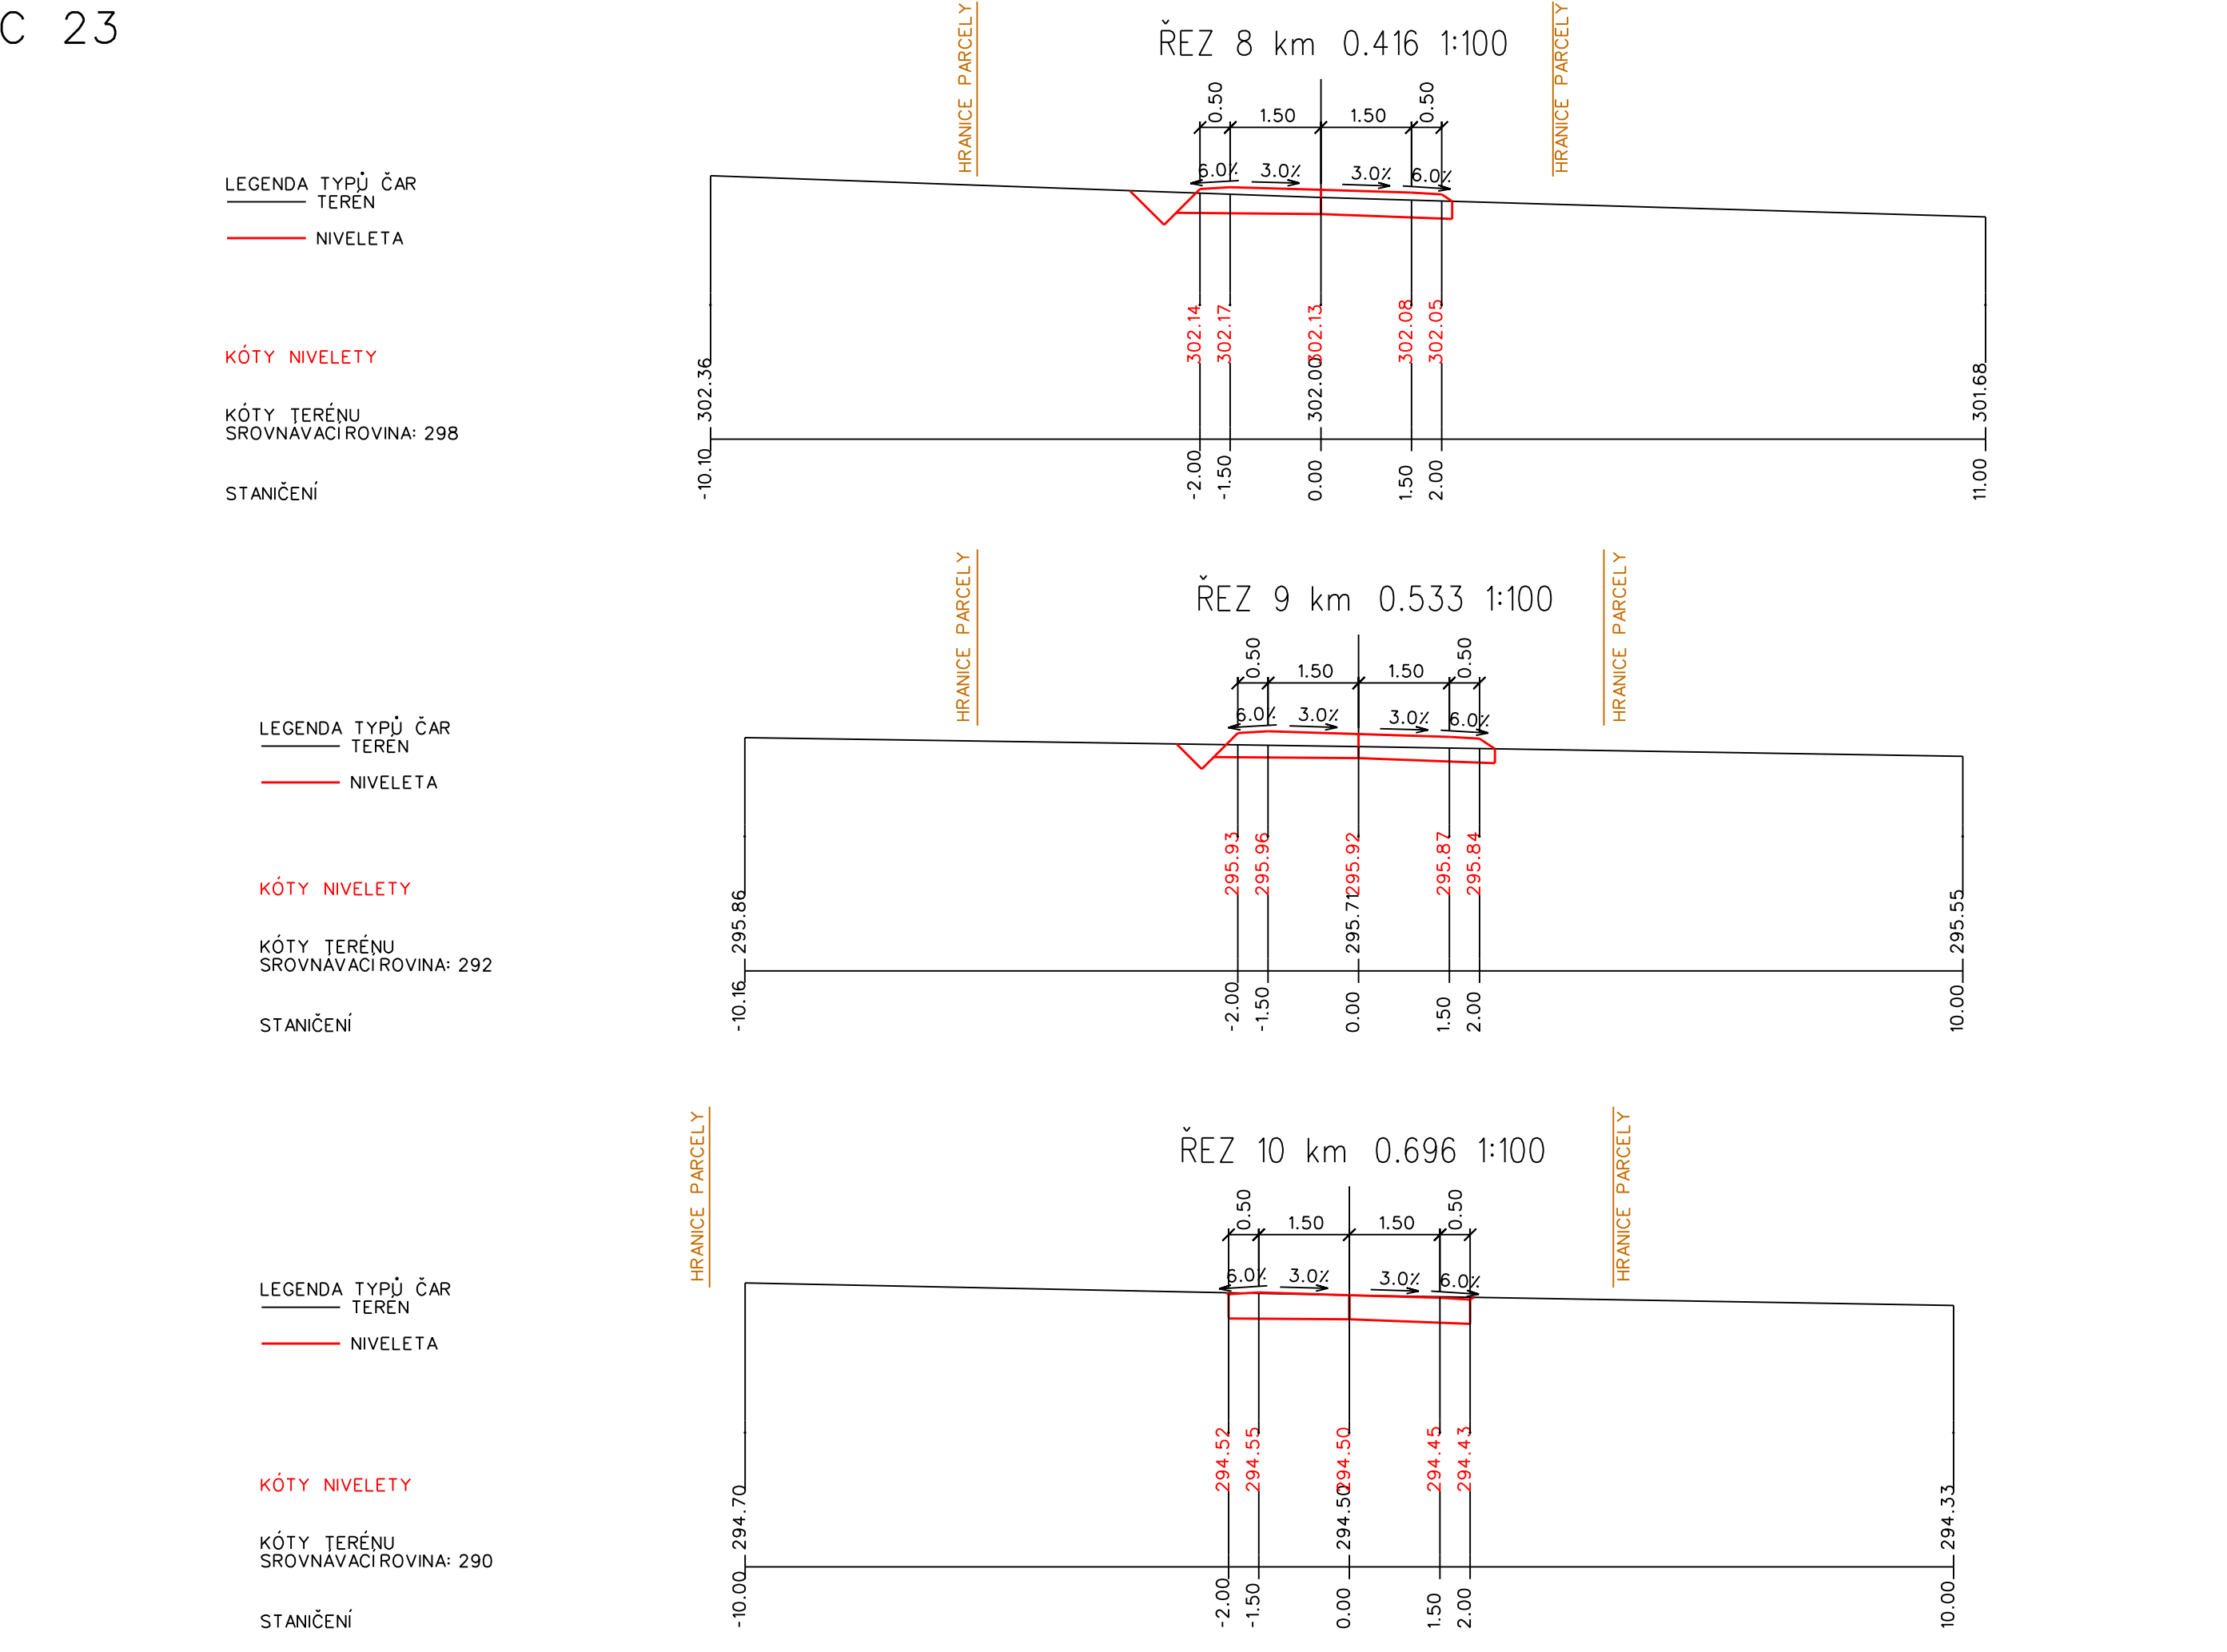 C 23
HRANICE PARCELY
ŘEZ 8 km 0.416 1:100
HRANICE PARCELY
0.50
1.50
1.50
0.50
6.0%
3.0%
3.0%
6.0%
LEGENDA TYPŮ ČAR
TERÉN
NIVELETA
KÓTY NIVELETY
302.14
302.17
302.13
302.08
302.05
KÓTY TERÉNU
302.36
302.00
301.68
SROVNÁVACÍ ROVINA: 298
STANIČENÍ
-10.10
-2.00
-1.50
0.00
1.50
2.00
11.00
HRANICE PARCELY
ŘEZ 9 km 0.533 1:100
HRANICE PARCELY
0.50
1.50
1.50
0.50
6.0%
3.0%
3.0%
6.0%
LEGENDA TYPŮ ČAR
TERÉN
NIVELETA
KÓTY NIVELETY
295.93
295.96
295.92
295.87
295.84
KÓTY TERÉNU
295.86
295.71
295.55
SROVNÁVACÍ ROVINA: 292
STANIČENÍ
-10.16
-2.00
-1.50
0.00
1.50
2.00
10.00
HRANICE PARCELY
ŘEZ 10 km 0.696 1:100
HRANICE PARCELY
0.50
1.50
1.50
0.50
6.0%
3.0%
3.0%
6.0%
LEGENDA TYPŮ ČAR
TERÉN
NIVELETA
KÓTY NIVELETY
294.52
294.55
294.50
294.45
294.43
KÓTY TERÉNU
294.70
294.50
294.33
SROVNÁVACÍ ROVINA: 290
STANIČENÍ
-10.00
-2.00
-1.50
0.00
1.50
2.00
10.00